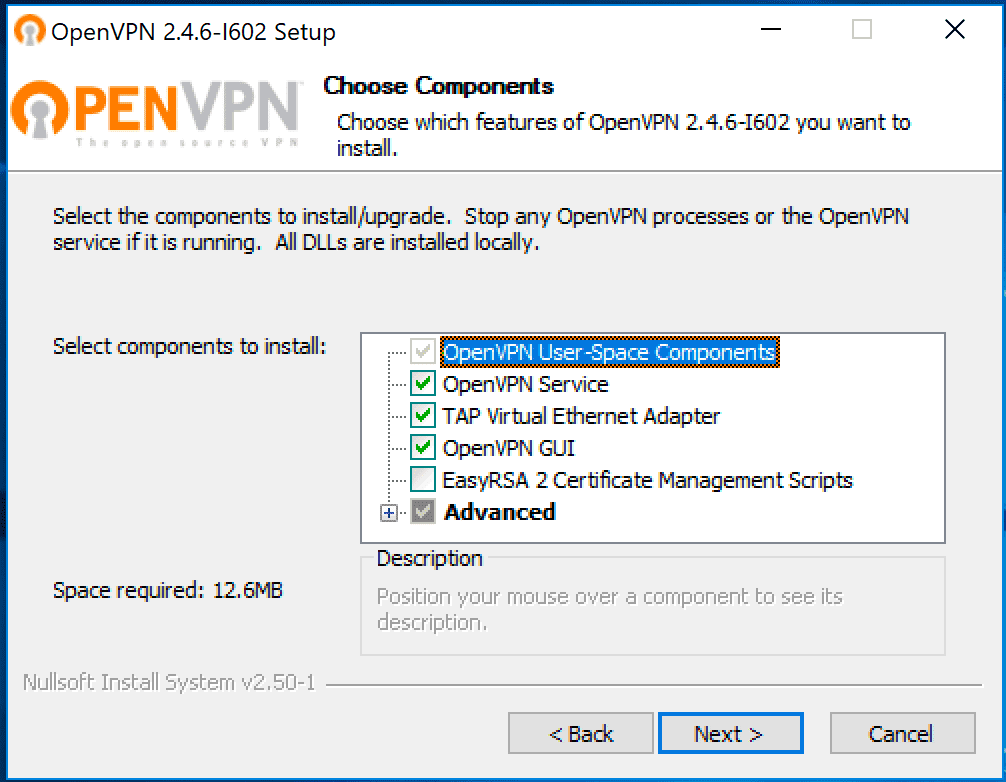 OpenVPN 2.4.6-I602 Setup
OPENVPN
The open source VPN
Choose Components
Choose which features of OpenVPN 2.4.6-I602 you want to
install.
Select the components to install/upgrade.  Stop any OpenVPN processes or the OpenVPN
service if it is running.  All DLLs are installed locally.
Select components to install:
OpenVPN User-Space Components
OpenVPN Service
TAP Virtual Ethernet Adapter
OpenVPN GUI
EasyRSA 2 Certificate Management Scripts
Advanced
Space required: 12.6MB
Description
Position your mouse over a component to see its
description.
Nullsoft Install System v2.50-1
< Back
Next >
Cancel